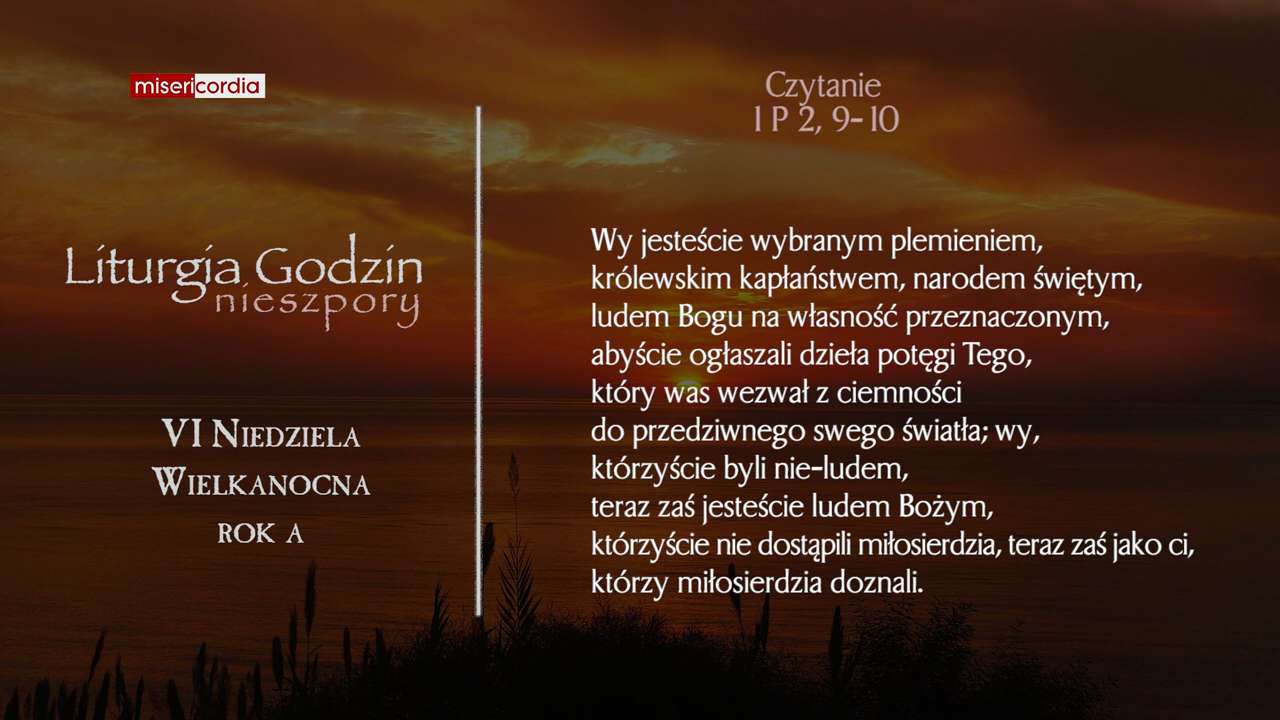 misericordia
Liturgia Godzin
nieszpory
VI Niedziela
Wielkanocna
rok A
Czytanie
1 P 2, 9-10
Wy jesteście wybranym plemieniem,
królewskim kapłaństwem, narodem świętym,
ludem Bogu na własność przeznaczonym,
abyście ogłaszali dzieła potęgi Tego,
który was wezwał z ciemności
do przedziwnego swego światła; wy,
którzyście byli nie-ludem,
teraz zaś jesteście ludem Bożym,
którzyście nie dostąpili miłosierdzia, teraz zaś jako ci,
którzy miłosierdzia doznali.